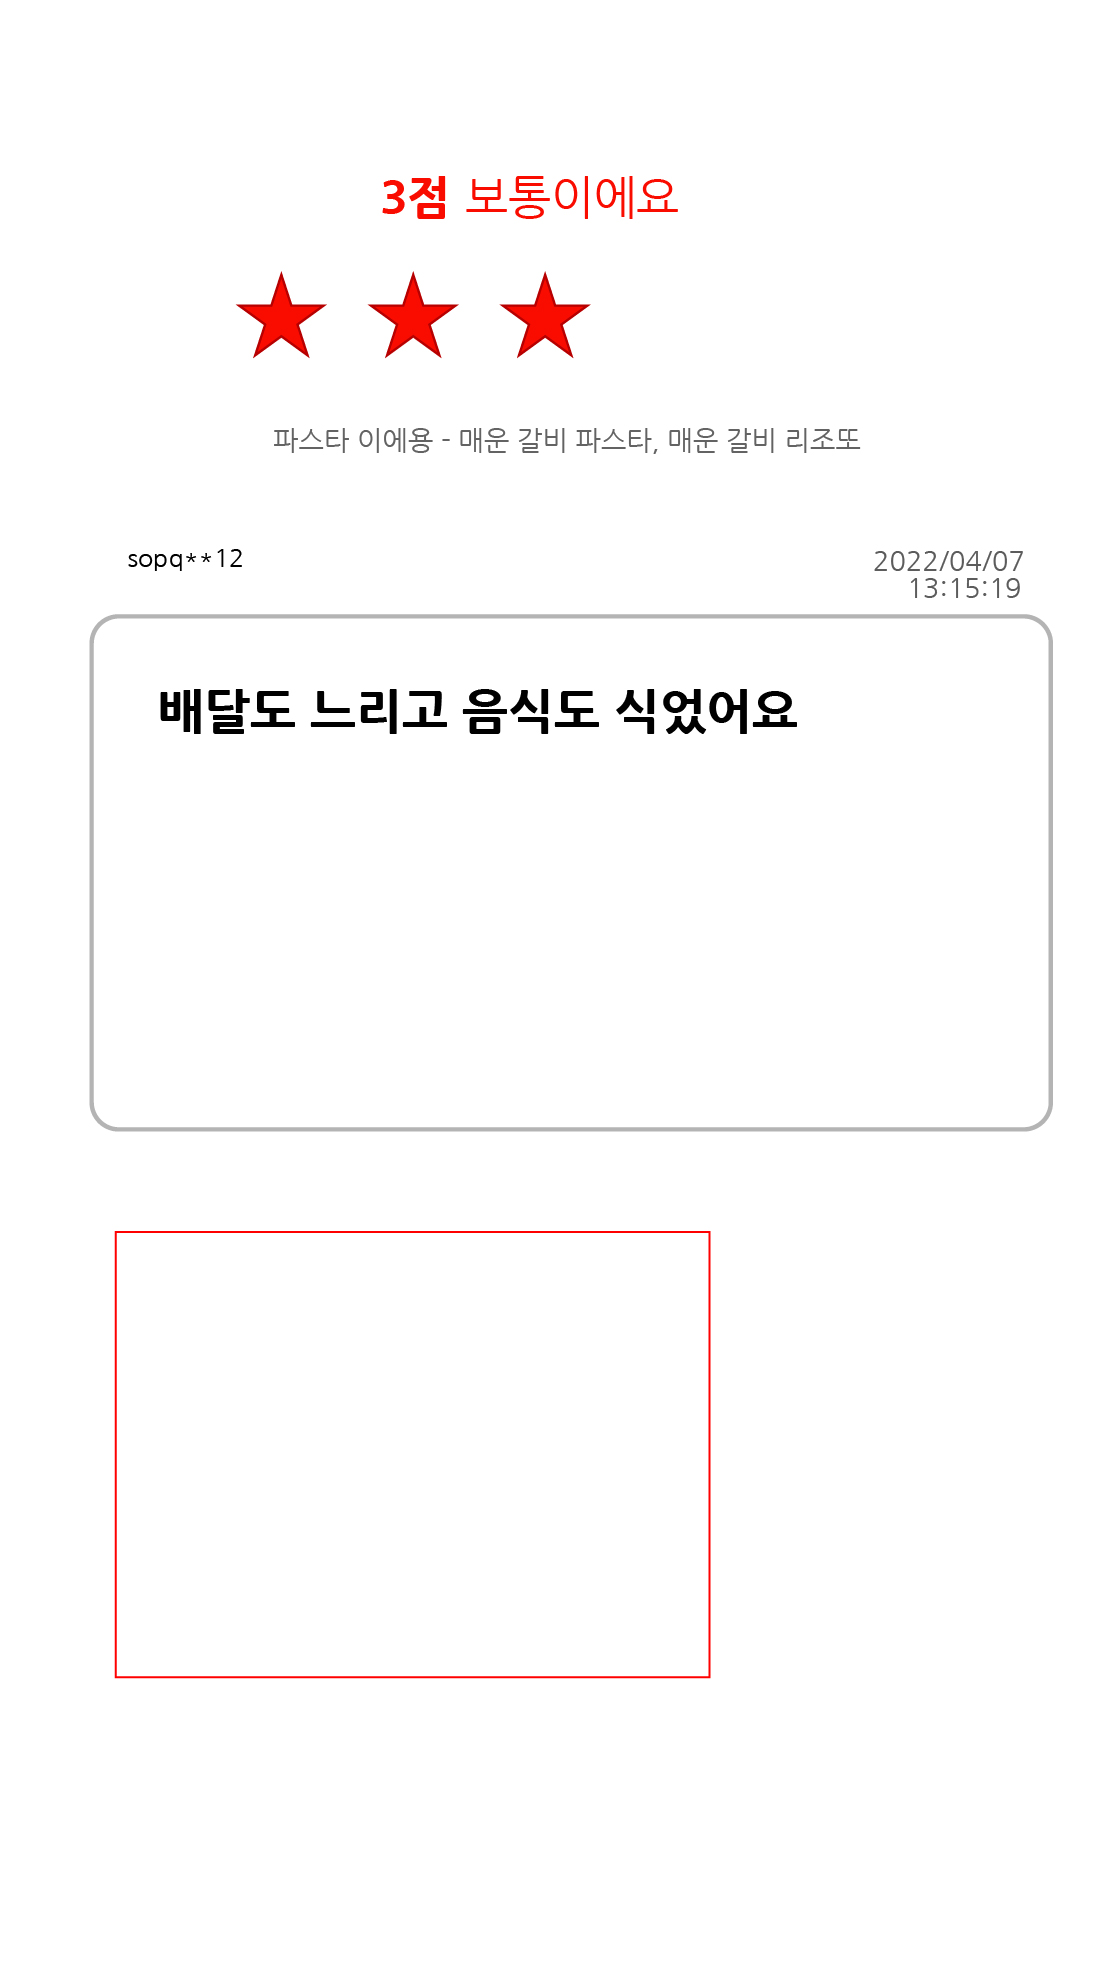 3점 보통이에요
파스타 이에용 - 매운 갈비 파스타, 매운 갈비 리조또
sopq**12
2022/04/07
13:15:19
배달도 느리고 음식도 식었어요